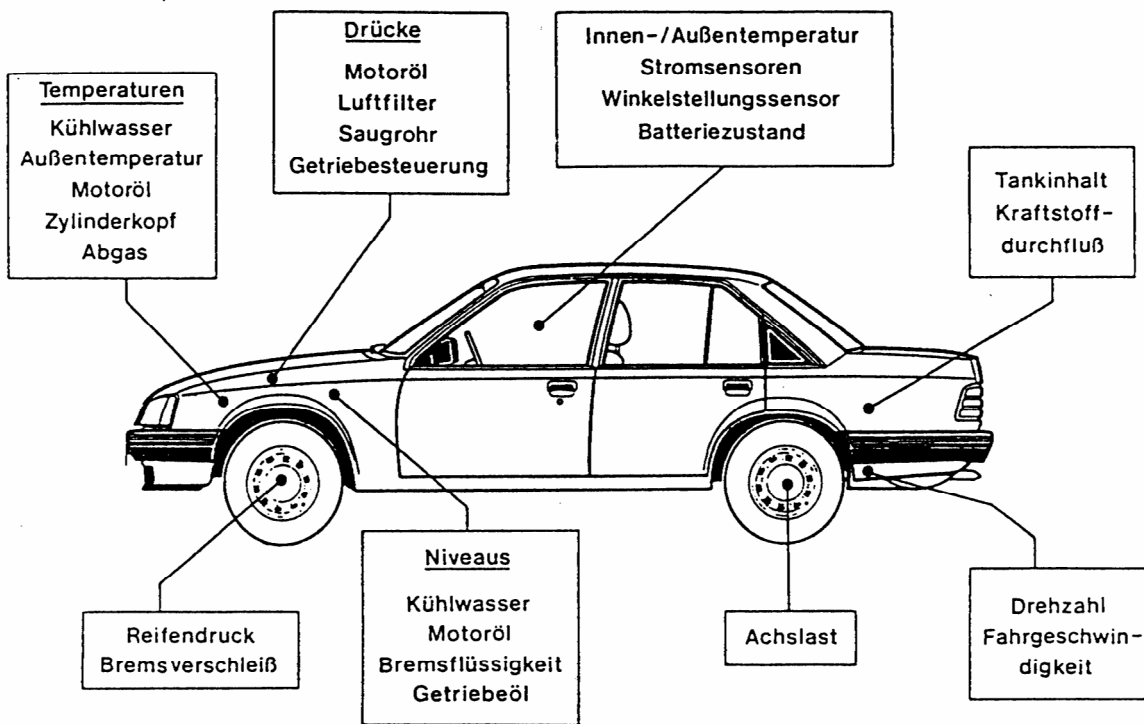 Temperaturen
Kühlwasser
Außentemperatur
Motoröl
Zylinderkopf
Abgas
Drücke
Motoröl
Luftfilter
Saugrohr
Getriebesteuerung
Innen-/Außentemperatur
Stromsensoren
Winkelstellungssensor
Batteriezustand
Tankinhalt
Kraftstoff-
durchfluß
Reifendruck
Bremsverschleiß
Niveaus
Kühlwasser
Motoröl
Bremsflüssigkeit
Getriebeöl
Achslast
Drehzahl
Fahrgeschwin-
digkeit